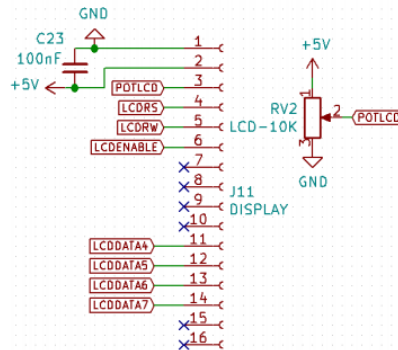 GND
C23
100nF
+5V
1
2
POTLCD 3
LCDRS 4
LCDRW 5
LCDENABLE 6
7
8
9
10
LCDDATA4 11
LCDDATA5 12
LCDDATA6 13
LCDDATA7 14
15
16
J11
DISPLAY
+5V
RV2
LCD-10K
1
2
3
POTLCD
GND